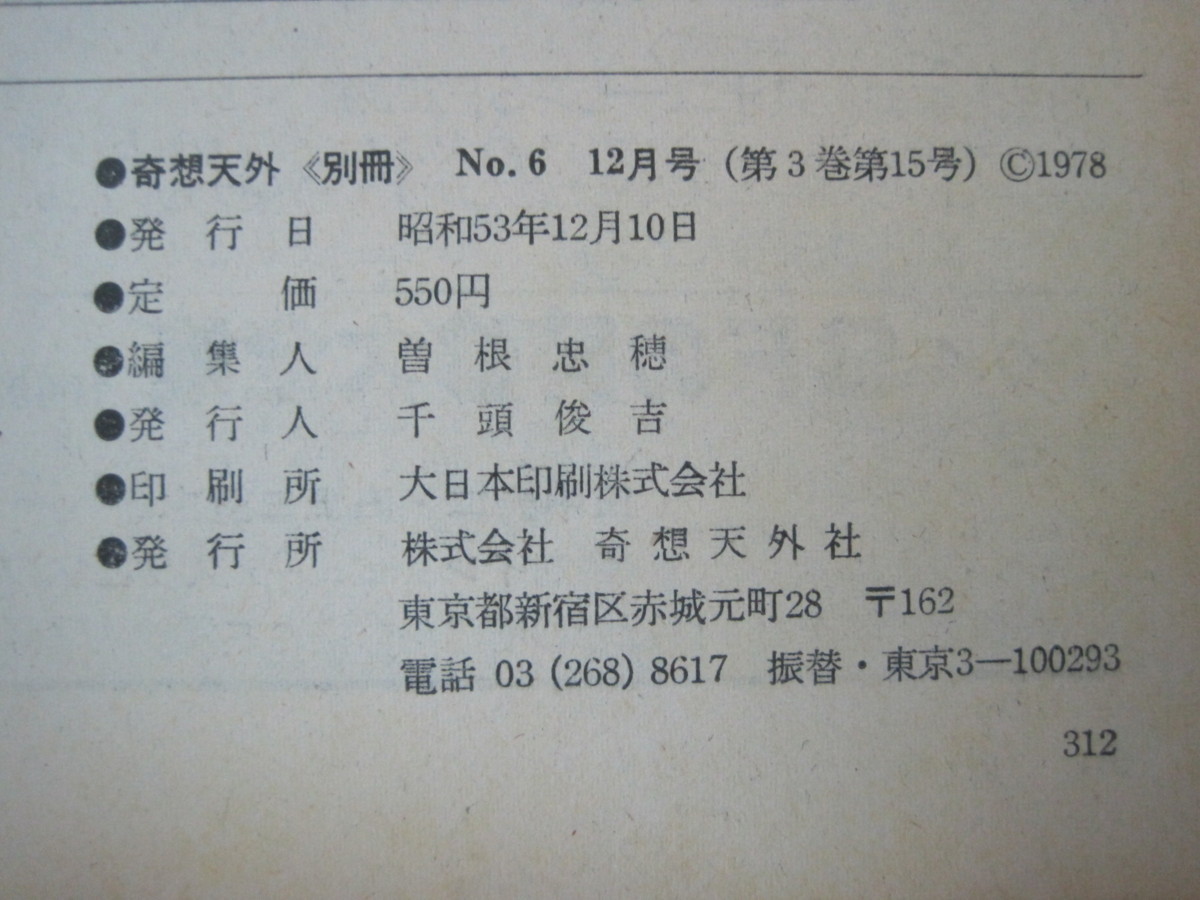 ●奇想天外《別冊》 No. 6 12月号(第3巻第15号)©1978
●発行日 昭和53年12月10日
●定価 550円
●編集人 曽根忠穂
●発行人 千頭俊吉
●印刷所 大日本印刷株式会社
●発行所 株式会社 奇想天外社
東京都新宿区赤城元町28 〒162
電話 03 (268) 8617 振替・東京3―100293
312